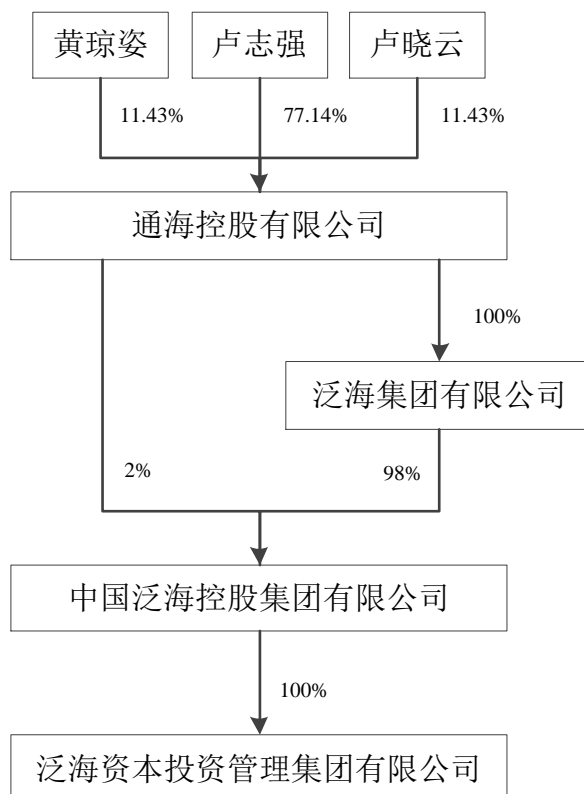 黄琼姿 卢志强 卢晓云
11.43% 77.14% 11.43%
通海控股有限公司
100%
泛海集团有限公司
2% 98%
中国泛海控股集团有限公司
100%
泛海资本投资管理集团有限公司